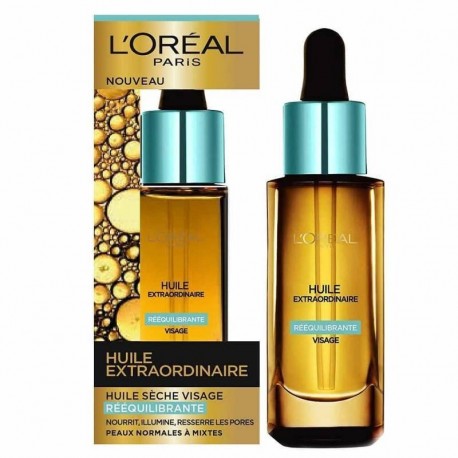 L'ORÉAL
PARIS
NOUVEAU
HUILE
EXTRAORDINAIRE
RÉÉQUILIBRANTE
VISAGE
HUILE
EXTRAORDINAIRE
HUILE SÈCHE VISAGE
RÉÉQUILIBRANTE
NOURRIT, ILLUMINE, RESSERRE LES PORES
PEAUX NORMALES À MIXTES
L'ORÉAL
HUILE
EXTRAORDINAIRE
RÉÉQUILIBRANTE
VISAGE